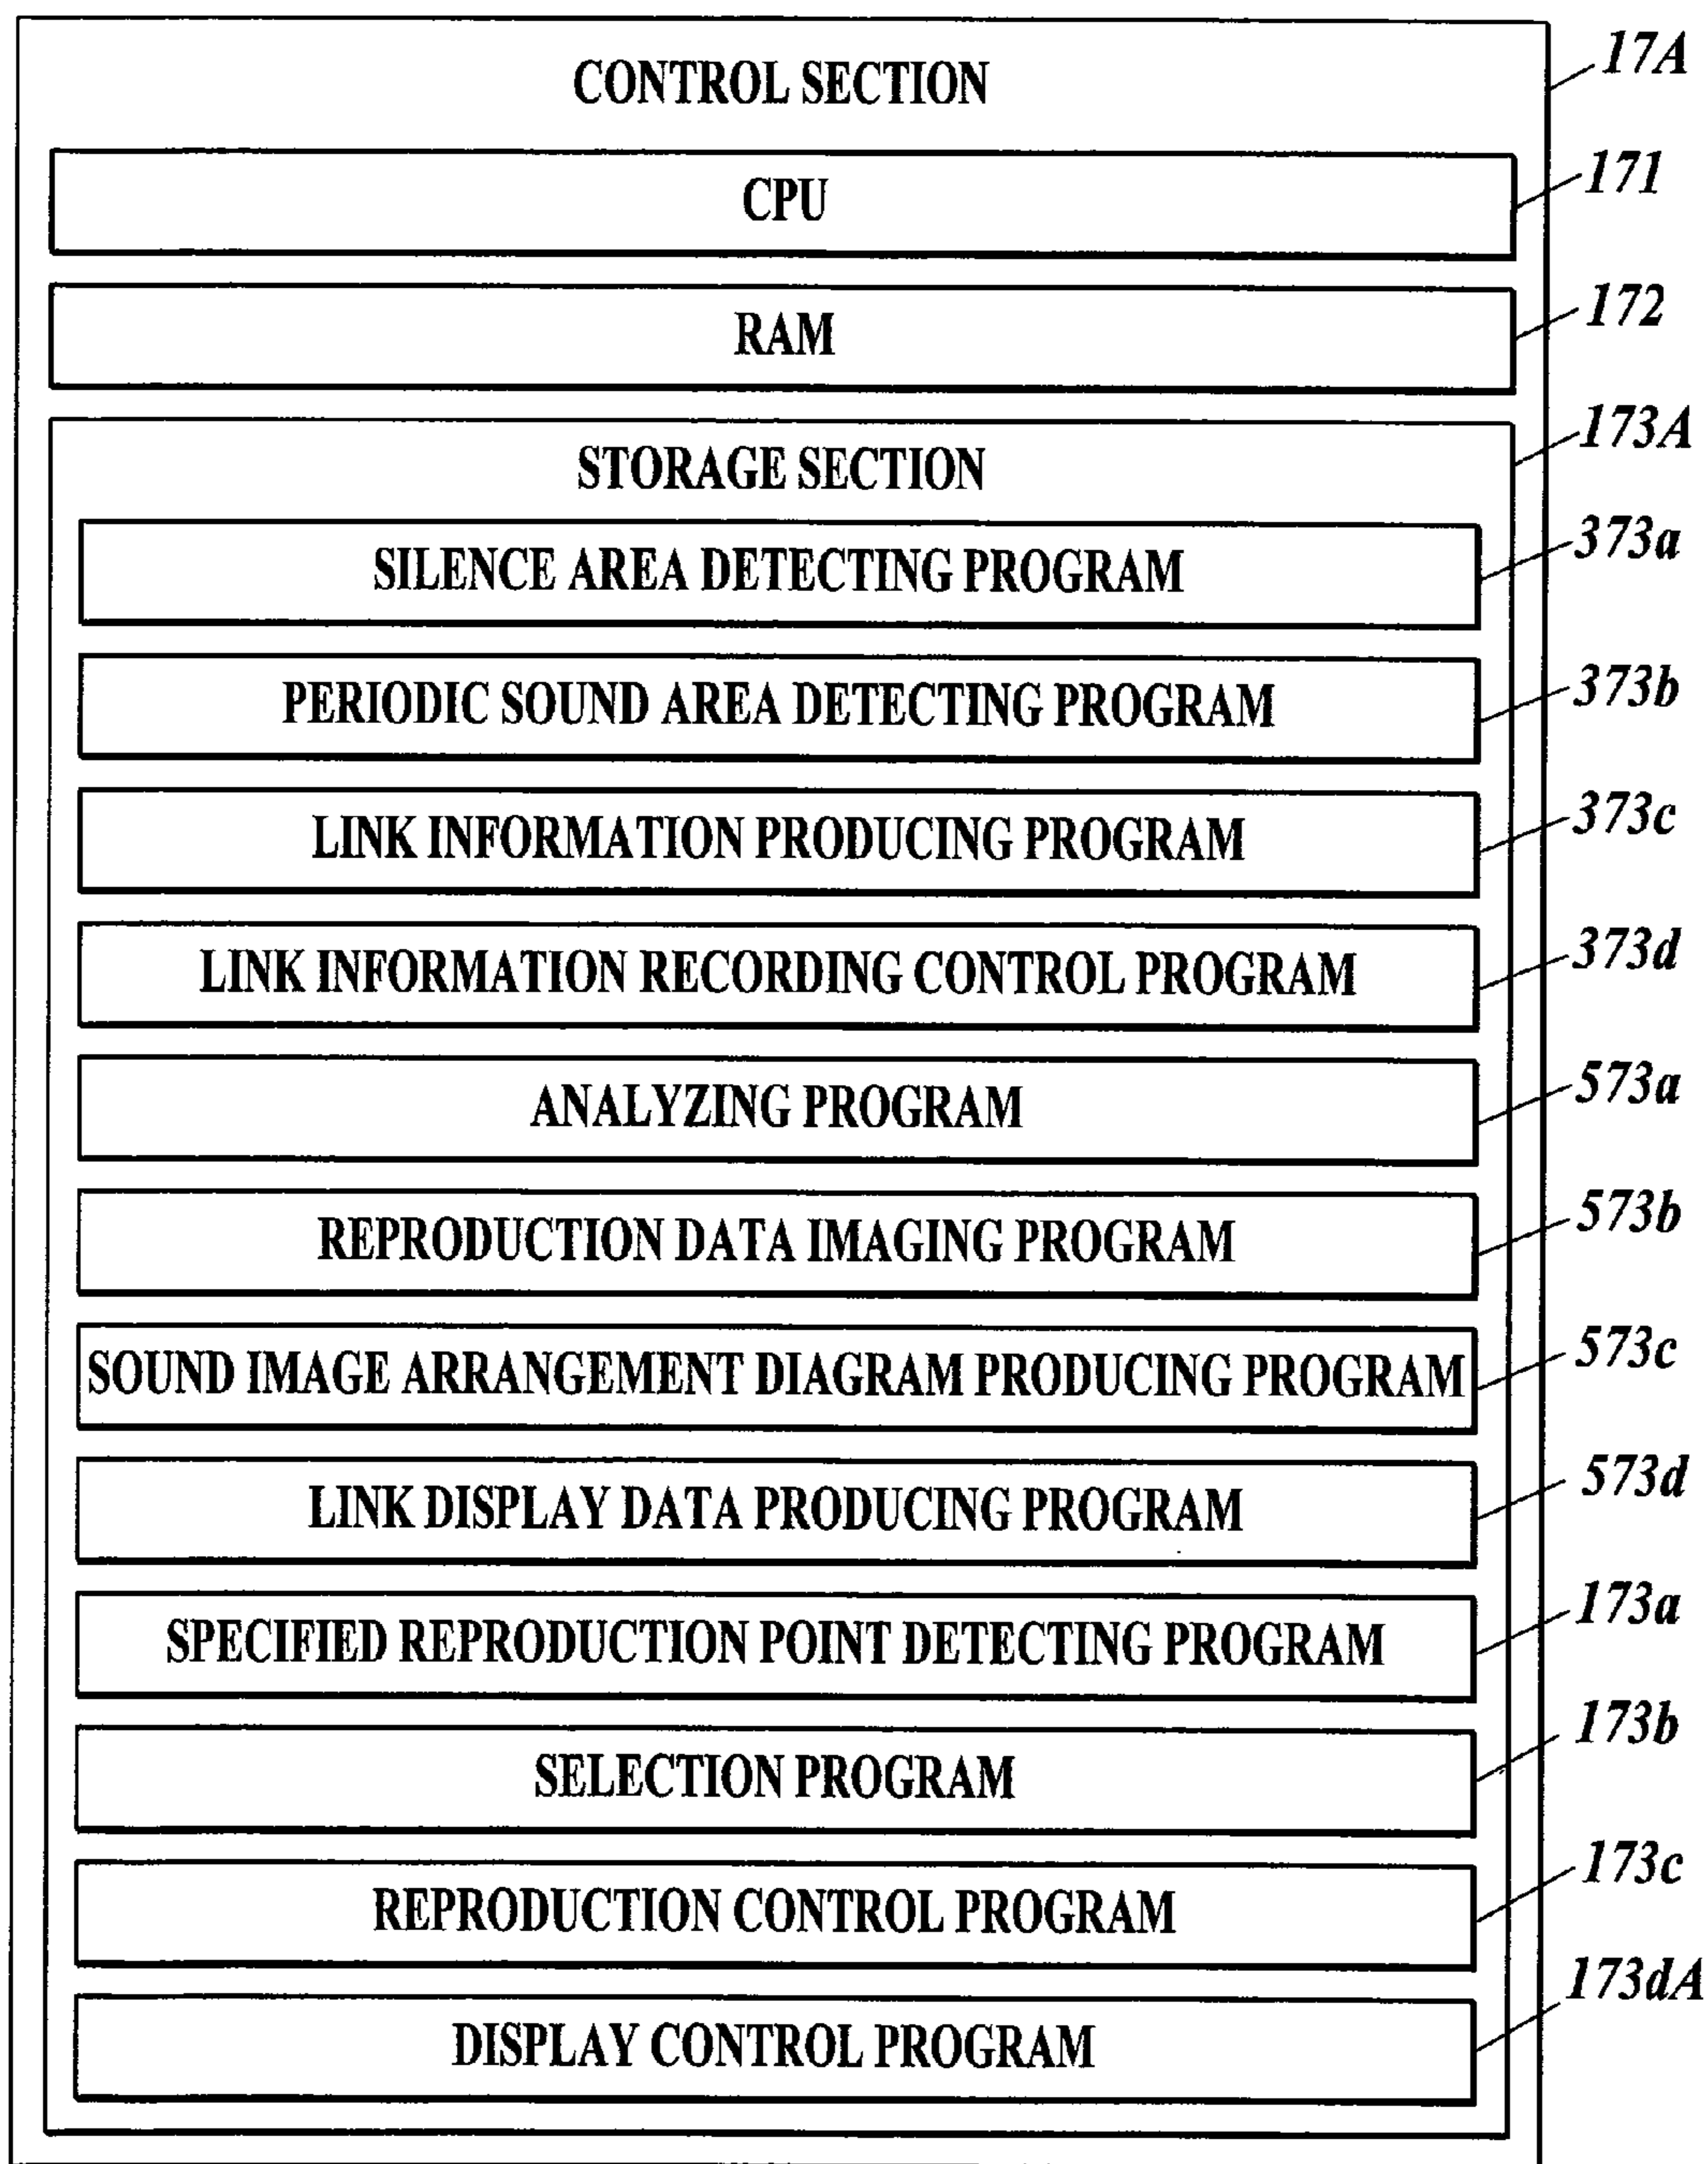 CONTROL SECTION
17A
CPU
171
RAM
172
STORAGE SECTION
173A
SILENCE AREA DETECTING PROGRAM
373a
PERIODIC SOUND AREA DETECTING PROGRAM
373b
LINK INFORMATION PRODUCING PROGRAM
373c
LINK INFORMATION RECORDING CONTROL PROGRAM
373d
ANALYZING PROGRAM
573a
REPRODUCTION DATA IMAGING PROGRAM
573b
SOUND IMAGE ARRANGEMENT DIAGRAM PRODUCING PROGRAM
573c
LINK DISPLAY DATA PRODUCING PROGRAM
573d
SPECIFIED REPRODUCTION POINT DETECTING PROGRAM
173a
SELECTION PROGRAM
173b
REPRODUCTION CONTROL PROGRAM
173c
DISPLAY CONTROL PROGRAM
173dA